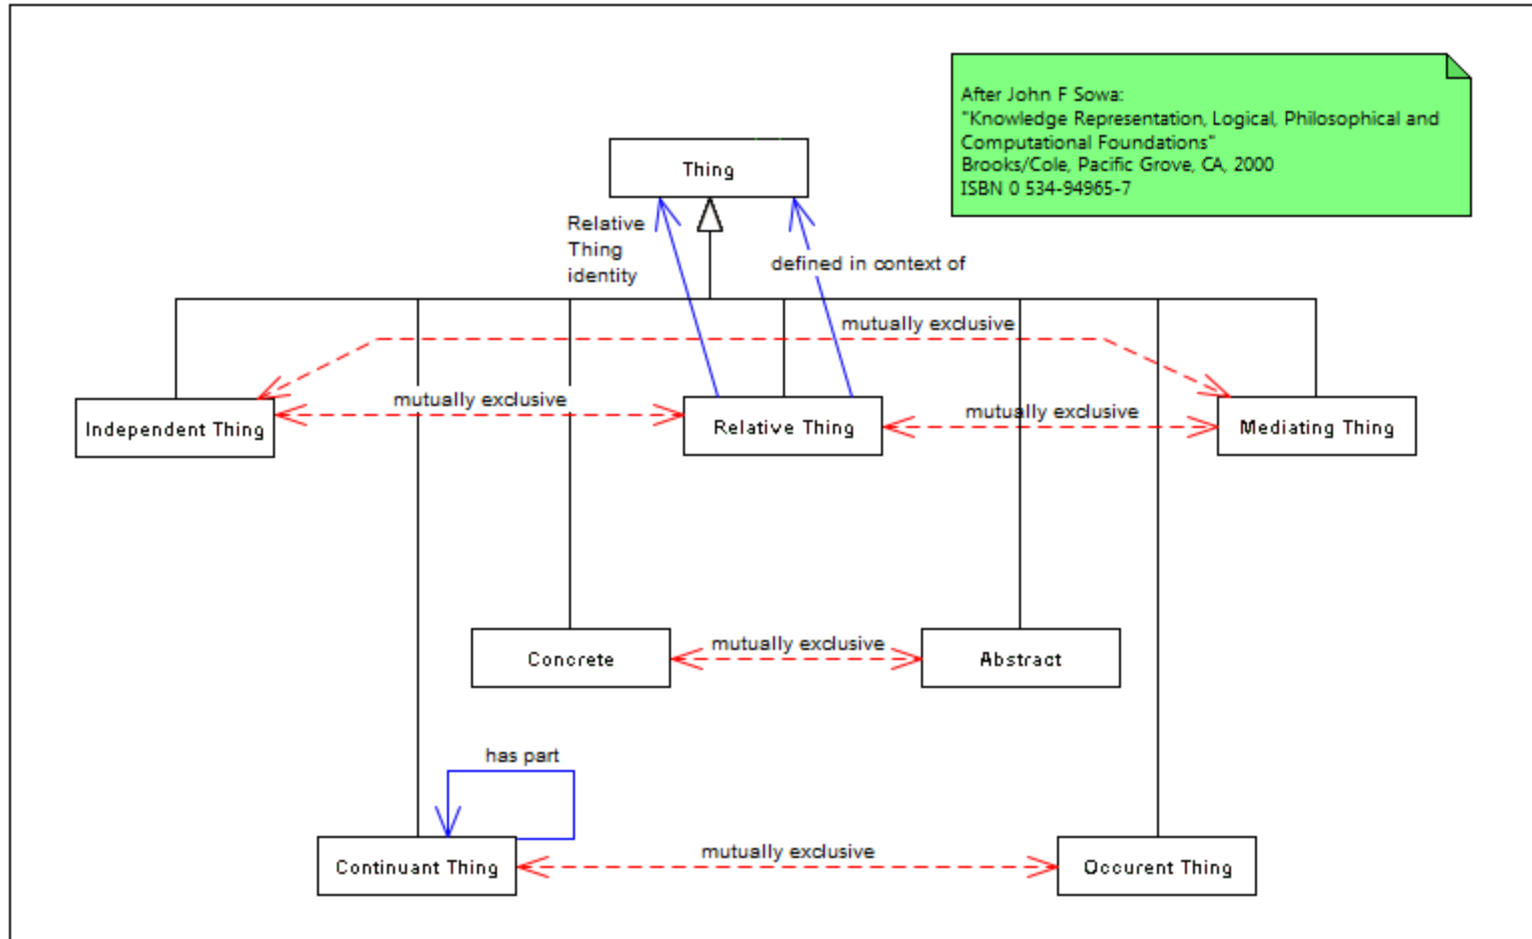 After John F Sowa:
"Knowledge Representation, Logical, Philosophical and
Computational Foundations"
Brooks/Cole, Pacific Grove, CA, 2000
ISBN 0 534-94965-7
Thing
Relative
Thing
identity
defined in context of
mutually exclusive
mutually exclusive
mutually exclusive
Independent Thing
Relative Thing
Mediating Thing
mutually exclusive
Concrete
Abstract
has part
mutually exclusive
Continuant Thing
Occurent Thing